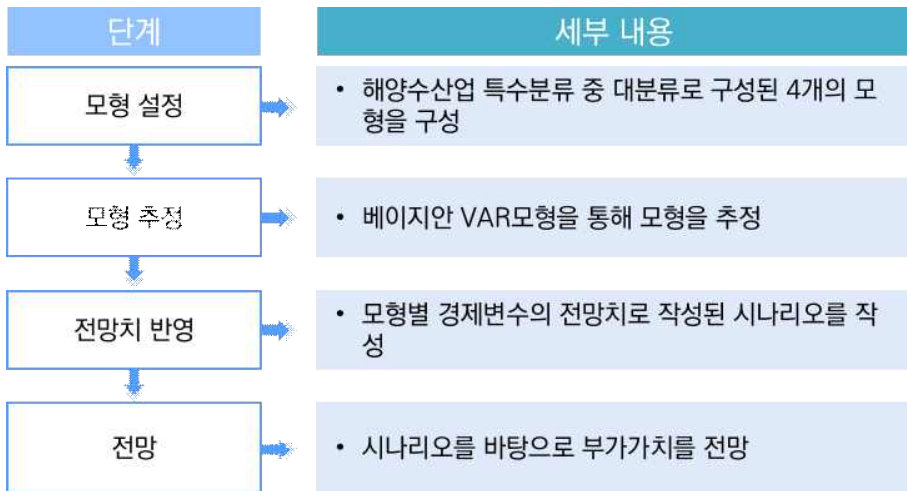 단계
세부 내용
모형 설정
• 해양수산업 특수분류 중 대분류로 구성된 4개의 모
형을 구성
모형 추정
• 베이지안 VAR모형을 통해 모형을 추정
전망치 반영
• 모형별 경제변수의 전망치로 작성된 시나리오를 작
성
전망
• 시나리오를 바탕으로 부가가치를 전망